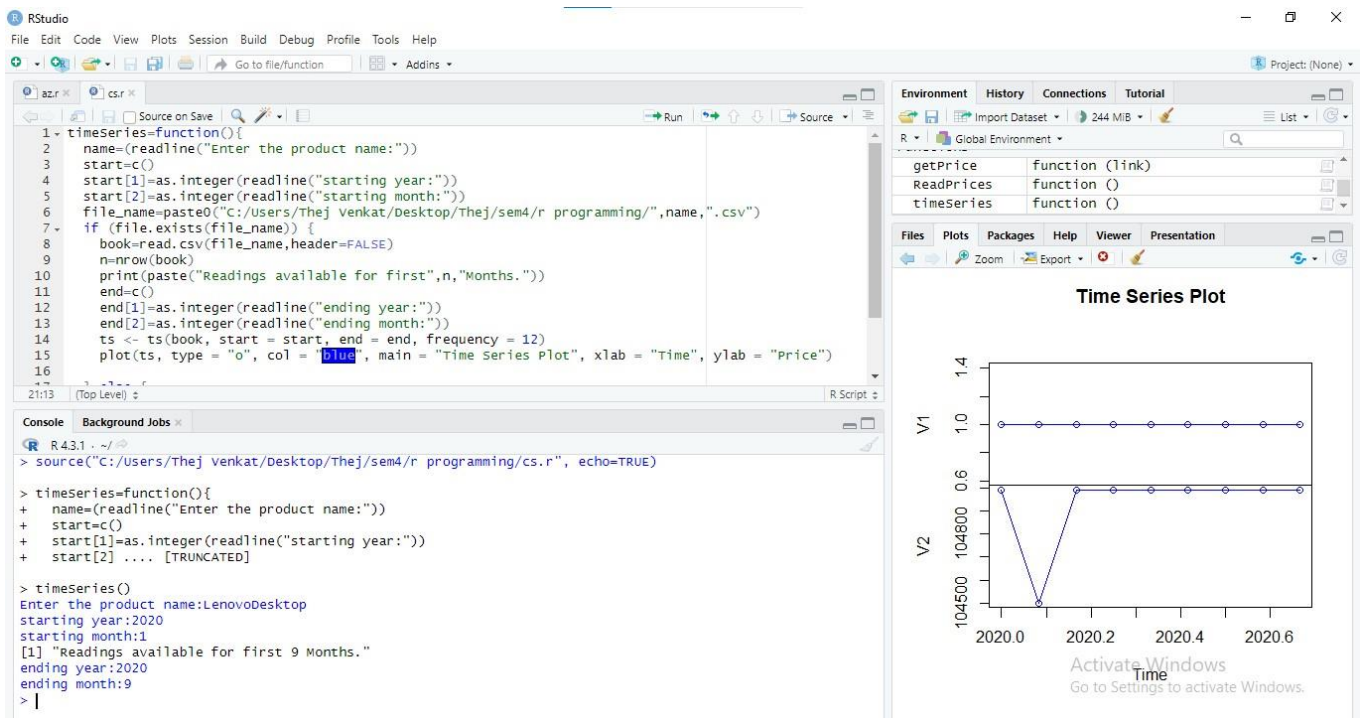 RStudio
File Edit Code View Plots Session Build Debug Profile Tools Help
Go to file/function Addins Project: (None)
az.r cs.r
Source on Save Run Source
1 timeSeries=function(){
2 name=(readline("Enter the product name:"))
3 start=c()
4 start[1]=as.integer(readline("starting year:"))
5 start[2]=as.integer(readline("starting month:"))
6 file_name=paste0("C:/Users/Thej Venkat/Desktop/Thej/sem4/r programming/",name,".csv")
7 if (file.exists(file_name)) {
8 book=read.csv(file_name,header=FALSE)
9 n=nrow(book)
10 print(paste("Readings available for first",n,"Months."))
11 end=c()
12 end[1]=as.integer(readline("ending year:"))
13 end[2]=as.integer(readline("ending month:"))
14 ts <- ts(book, start = start, end = end, frequency = 12)
15 plot(ts, type = "o", col = "blue", main = "Time Series Plot", xlab = "Time", ylab = "Price")
16
21:13 (Top Level) R Script
Console Background Jobs
R 4.3.1 . ~/
> source("C:/Users/Thej Venkat/Desktop/Thej/sem4/r programming/cs.r", echo=TRUE)
> timeSeries=function(){
+ name=(readline("Enter the product name:"))
+ start=c()
+ start[1]=as.integer(readline("starting year:"))
+ start[2] .... [TRUNCATED]
> timeSeries()
Enter the product name:LenovoDesktop
starting year:2020
starting month:1
[1] "Readings available for first 9 Months."
ending year:2020
ending month:9
>
Environment History Connections Tutorial
Import Dataset 244 MiB List
R Global Environment
getPrice function (link)
ReadPrices function ()
timeSeries function ()
Files Plots Packages Help Viewer Presentation
Zoom Export
Time Series Plot
1.4
V1
1.0
0.6
104800
V2
104500
2020.0 2020.2 2020.4 2020.6
Time
Activate Windows
Go to Settings to activate Windows.